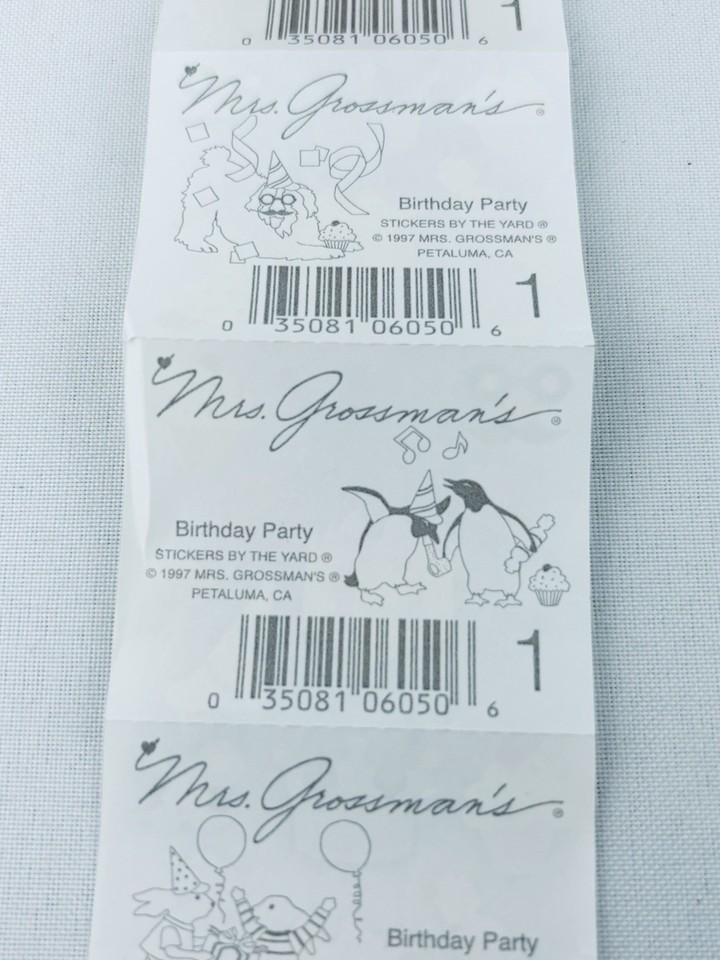 1
0 35081 06050 6
Mrs. Grossman's ®
Birthday Party
STICKERS BY THE YARD ®
© 1997 MRS. GROSSMAN'S ®
PETALUMA, CA
1
0 35081 06050 6
Mrs. Grossman's ®
Birthday Party
STICKERS BY THE YARD ®
© 1997 MRS. GROSSMAN'S ®
PETALUMA, CA
1
0 35081 06050 6
Mrs. Grossman's ®
Birthday Party